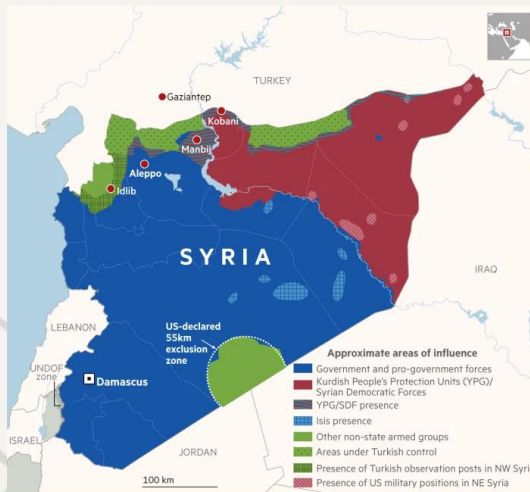 TURKEY
Gaziantep
Kobani
Manbij
Aleppo
Idlib
SYRIA
IRAQ
LEBANON
US-declared
55km
exclusion
zone
UNDOF
zone
Damascus
ISRAEL
JORDAN
100 km
Approximate areas of influence
Government and pro-government forces
Kurdish People's Protection Units (YPG)/
Syrian Democratic Forces
YPG/SDF presence
Isis presence
Other non-state armed groups
Areas under Turkish control
Presence of Turkish observation posts in NW Syri
Presence of US military positions in NE Syria